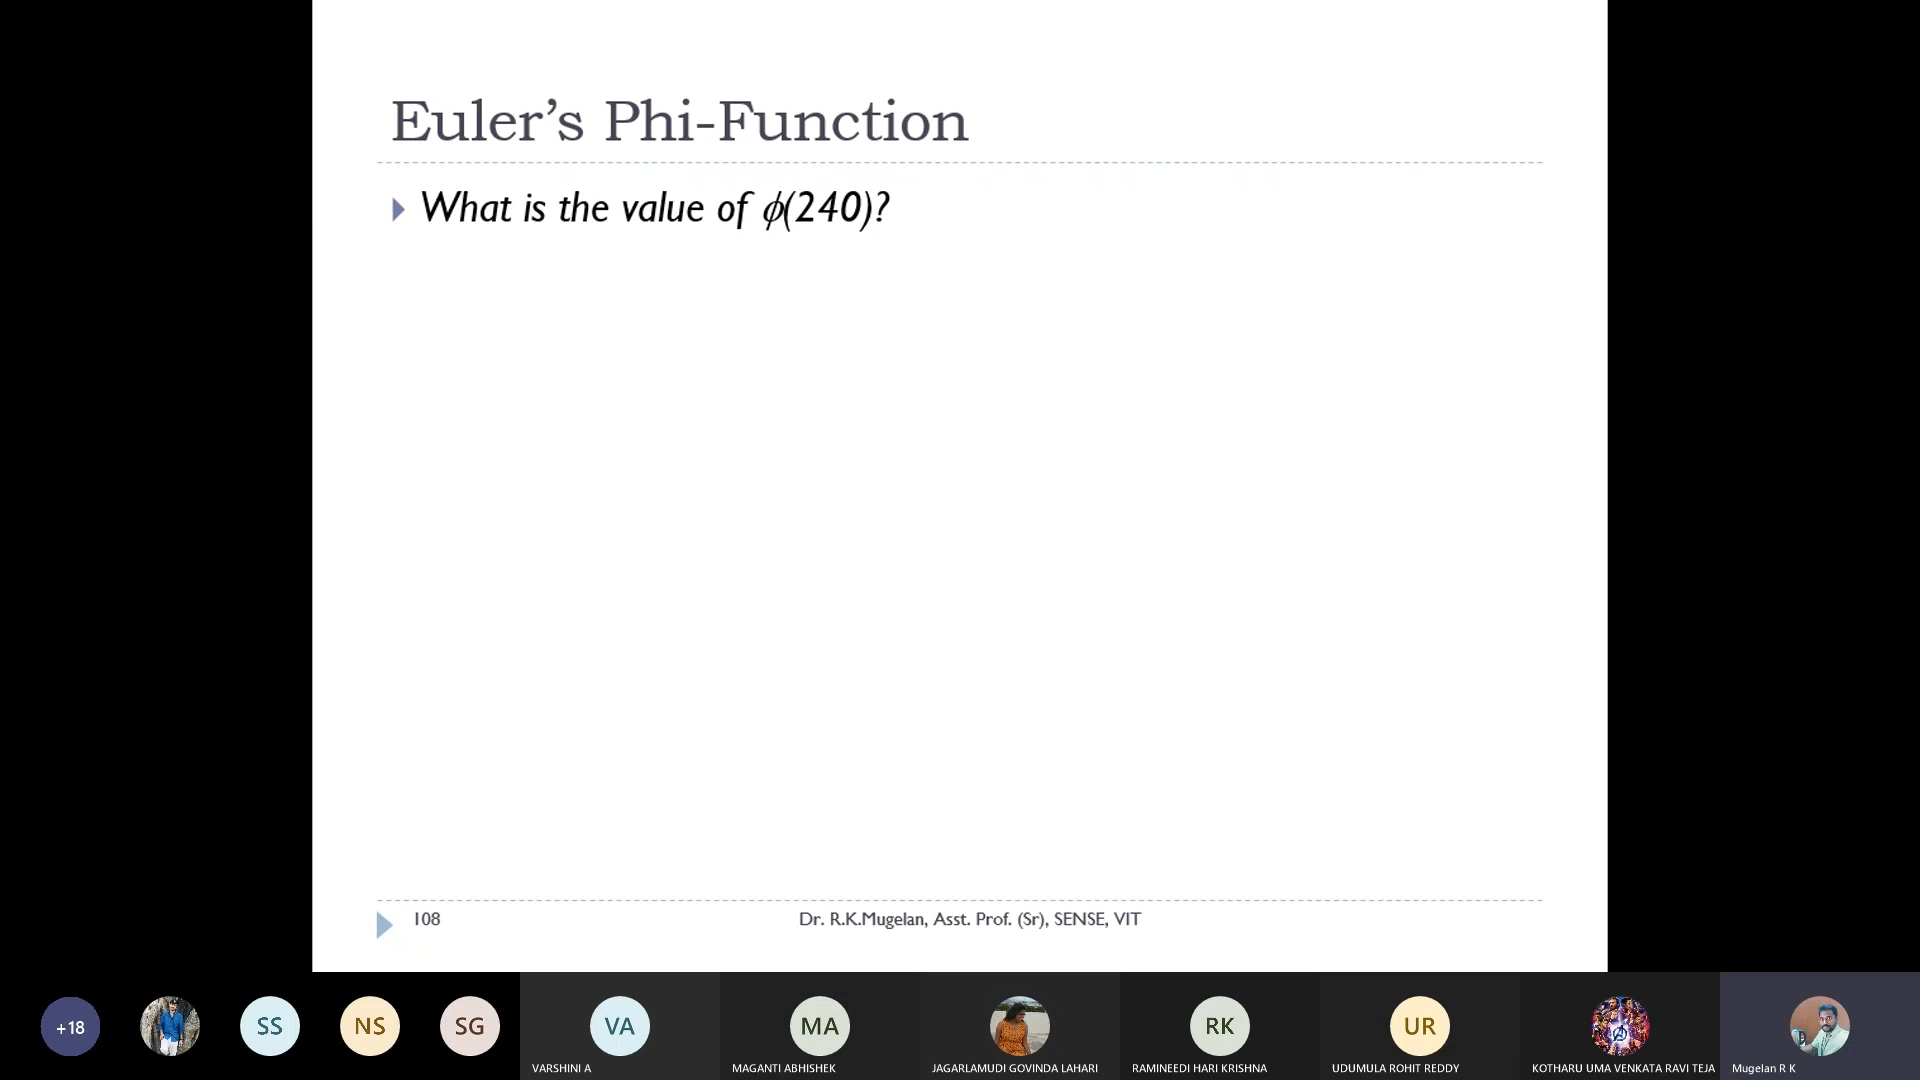 Euler’s Phi-Function
What is the value of ϕ(240)?
108
Dr. R.K.Mugelan, Asst. Prof. (Sr), SENSE, VIT
+18
SS
NS
SG
VA
MA
RK
UR
VARSHINI A
MAGANTI ABHISHEK
JAGARLAMUDI GOVINDA LAHARI
RAMINEEDI HARI KRISHNA
UDUMULA ROHIT REDDY
KOTHARU UMA VENKATA RAVI TEJA
Mugelan R K